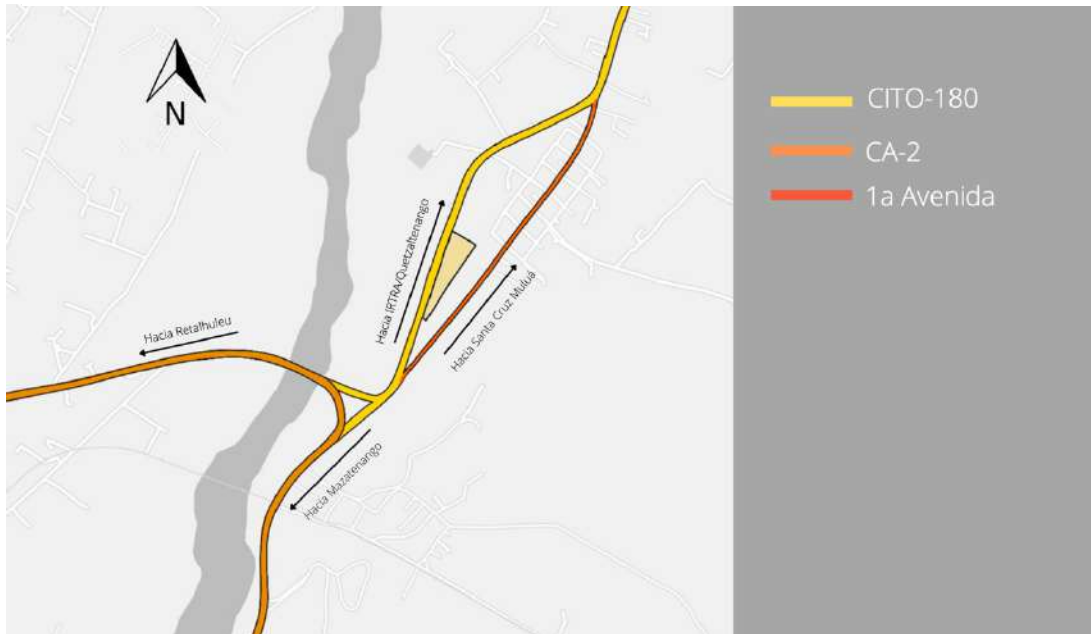 N
Hacia IRTRA/Quetzaltenango
Hacia Santa Cruz Muluá
Hacia Retalhuleu
Hacia Mazatenango
CITO-180
CA-2
1a Avenida